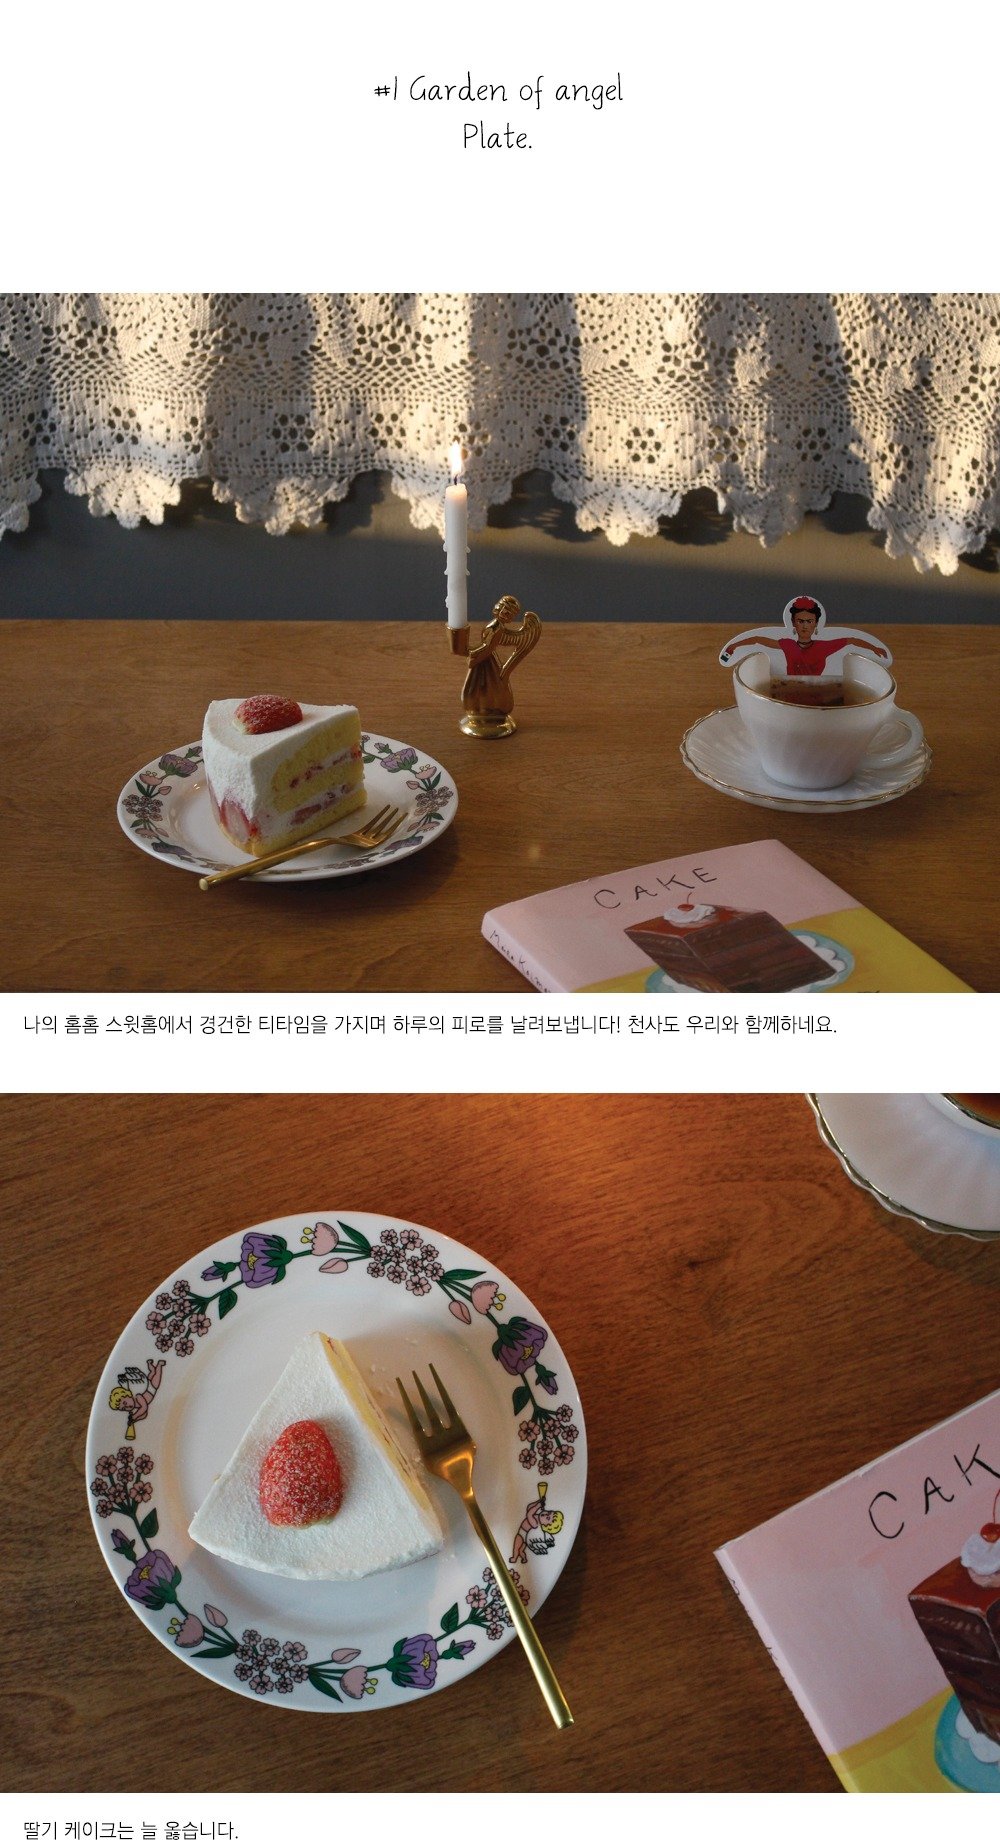 #1 Garden of angel
Plate.
CAKE
나의 홈홈 스윗홈에서 경건한 티타임을 가지며 하루의 피로를 날려보냅니다! 천사도 우리와 함께하네요.
CAK
딸기 케이크는 늘 옳습니다.